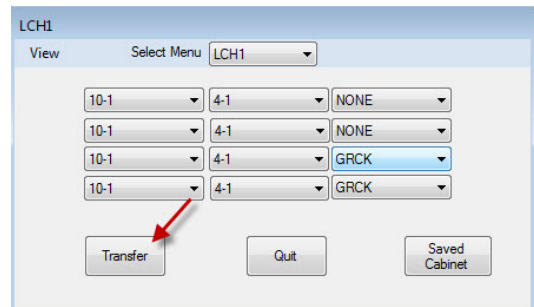 LCH1
View Select Menu LCH1
10-1 4-1 NONE
10-1 4-1 NONE
10-1 4-1 GRCK
10-1 4-1 GRCK
Transfer Quit Saved
Cabinet